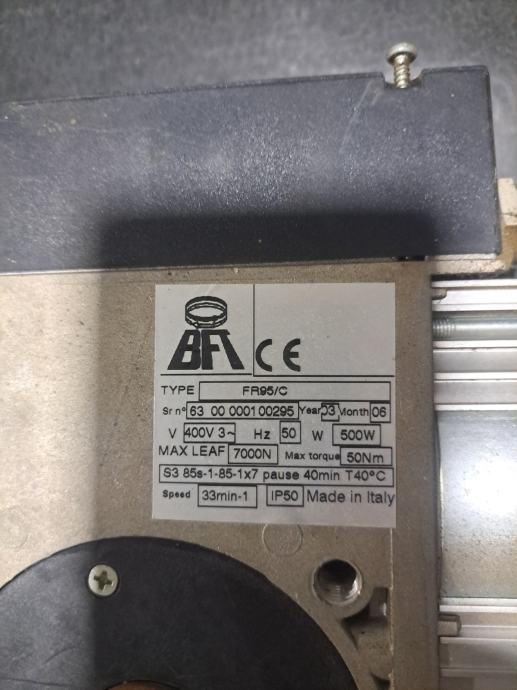 BFT CE
TYPE FR95/C
Sr n° 63 00 0001 00295 Year 03 Month 06
V 400V 3~ Hz 50 W 500W
MAX LEAF 7000N Max torque 50Nm
S3 85s-1-85-1x7 pause 40min T40°C
Speed 33min-1 IP50 Made in Italy